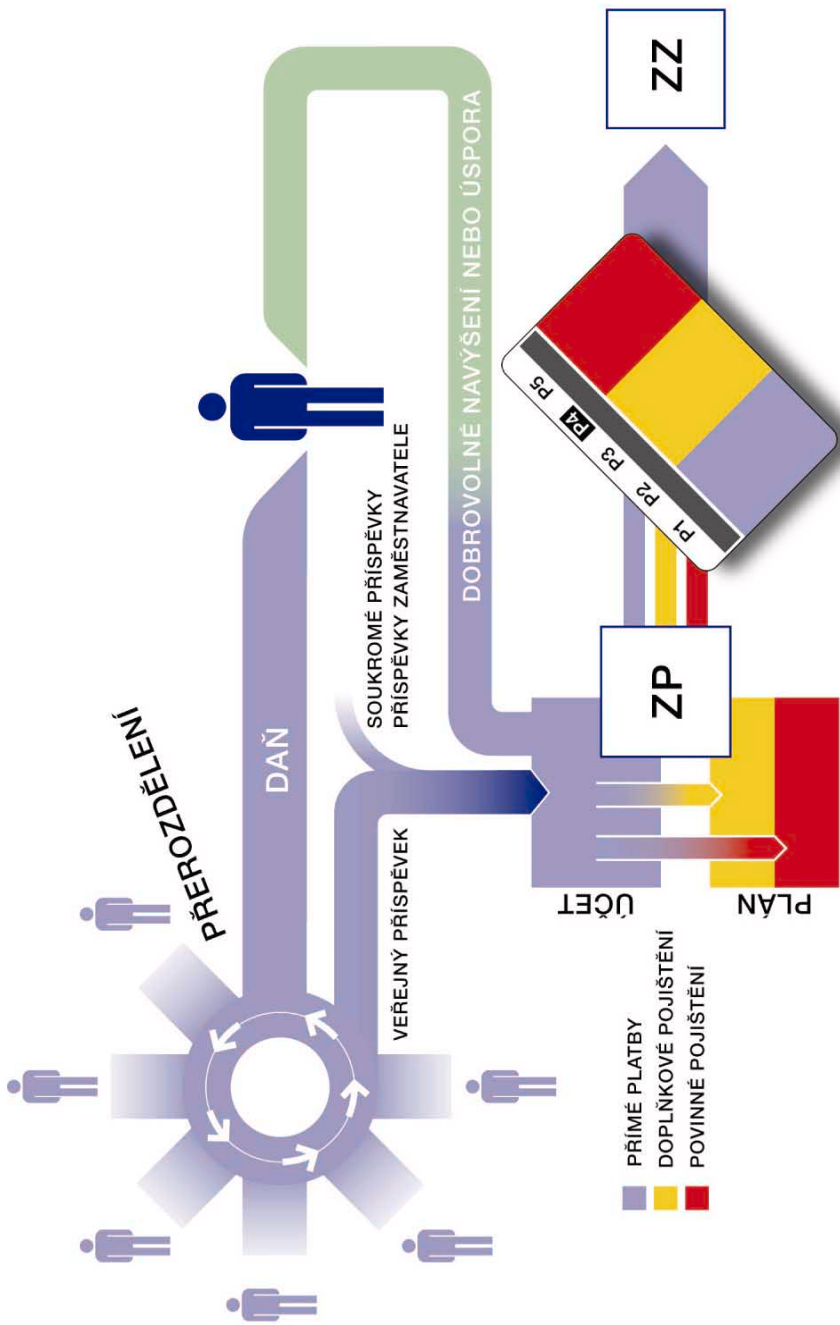 PŘEROZDĚLENÍ
DAŇ
SOUKROMÉ PŘÍSPĚVKY
PŘÍSPĚVKY ZAMĚSTNAVATELE
VEŘEJNÝ PŘÍSPĚVEK
DOBROVOLNÉ NAVÝŠENÍ NEBO ÚSPORA
ÚČET
PLÁN
ZP
P1
P2
P3
P4
P5
ZZ
PŘÍMÉ PLATBY
DOPLŇKOVÉ POJIŠTĚNÍ
POVINNÉ POJIŠTĚNÍ